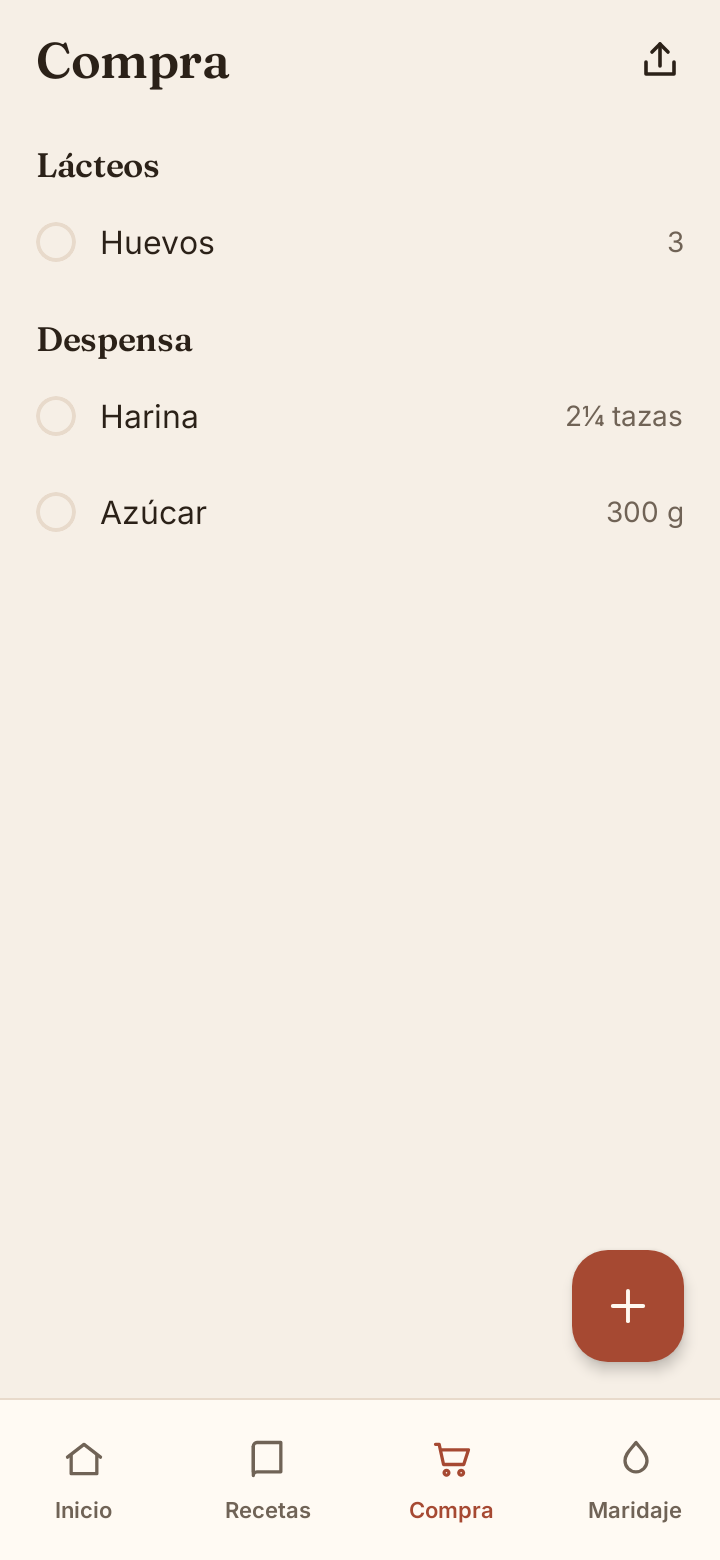 Compra
Lácteos
Huevos 3
Despensa
Harina 2¼ tazas
Azúcar 300 g
Inicio Recetas Compra Maridaje